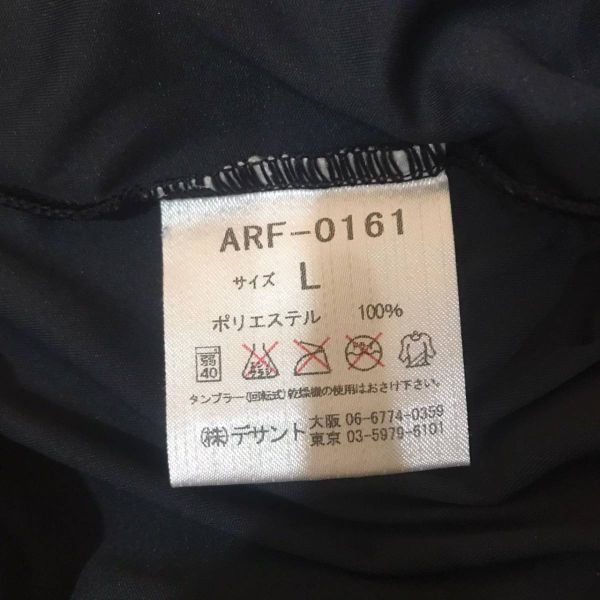 ARF-0161
サイズ L
ポリエステル 100%
弱
40
タンブラー(回転式)乾燥機の使用はおさけ下さい。
(株)デサント 大阪 06-6774-0359
東京 03-5979-6101